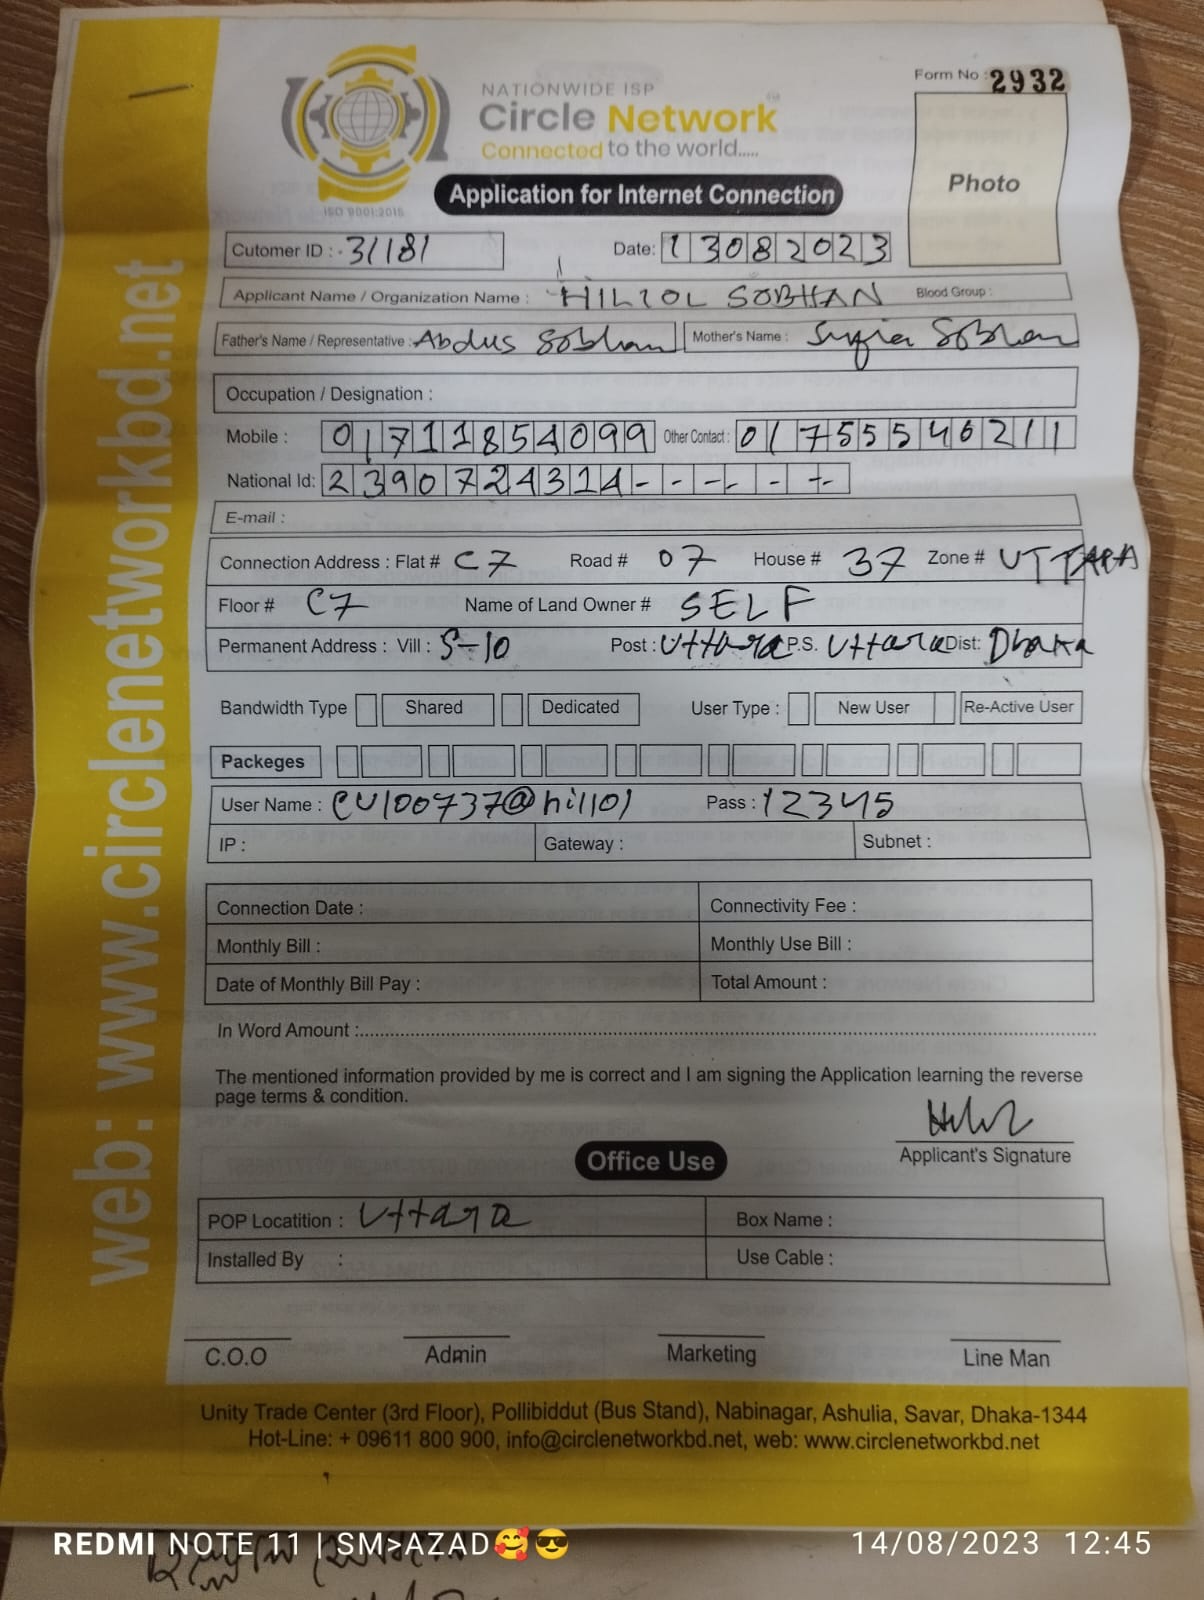 Form No : 2932
NATIONWIDE ISP
Circle Network
Connected to the world.....
Photo
ISO 9001:2015
Application for Internet Connection
Cutomer ID : 31181
Date: 13082023
Applicant Name / Organization Name : HILLOL SOBHAN Blood Group :
Father's Name / Representative : Abdus Sobhan Mother's Name : Sufia Sobhan
Occupation / Designation :
Mobile : 01711854099 Other Contact : 01755546211
National Id: 2390724314- - - - - - -
E-mail :
Connection Address : Flat # C7 Road # 07 House # 37 Zone # UTTARA
Floor # C7 Name of Land Owner # SELF
Permanent Address : Vill : S-10 Post : Uttara P.S. Uttara Dist: Dhaka
Bandwidth Type Shared Dedicated User Type : New User Re-Active User
Packeges
User Name : CU100737@hillol Pass : 12345
IP : Gateway : Subnet :
Connection Date : Connectivity Fee :
Monthly Bill : Monthly Use Bill :
Date of Monthly Bill Pay : Total Amount :
In Word Amount :
The mentioned information provided by me is correct and I am signing the Application learning the reverse
page terms & condition.
Applicant's Signature
Office Use
POP Locatition : Uttara Box Name :
Installed By : Use Cable :
C.O.O Admin Marketing Line Man
Unity Trade Center (3rd Floor), Pollibiddut (Bus Stand), Nabinagar, Ashulia, Savar, Dhaka-1344
Hot-Line: + 09611 800 900, info@circlenetworkbd.net, web: www.circlenetworkbd.net
web: www.circlenetworkbd.net
REDMI NOTE 11 | SM>AZAD🥰😎 14/08/2023 12:45